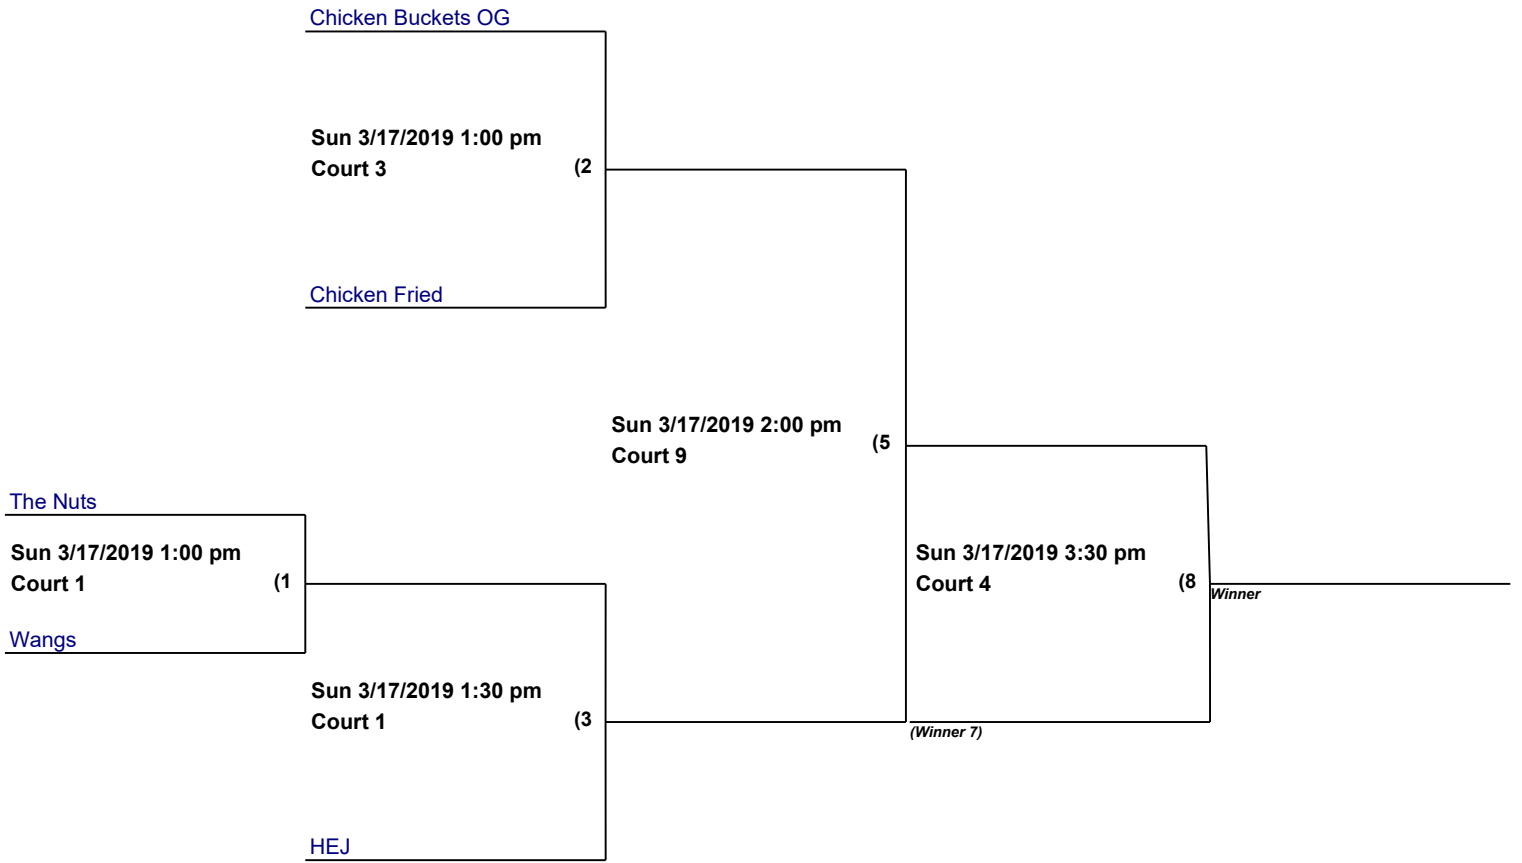 Chicken Buckets OG
Sun 3/17/2019 1:00 pm
Court 3 (2
Chicken Fried
Sun 3/17/2019 2:00 pm
Court 9 (5
The Nuts
Sun 3/17/2019 1:00 pm
Court 1 (1
Wangs
Sun 3/17/2019 3:30 pm
Court 4 (8
Winner
Sun 3/17/2019 1:30 pm
Court 1 (3
(Winner 7)
HEJ